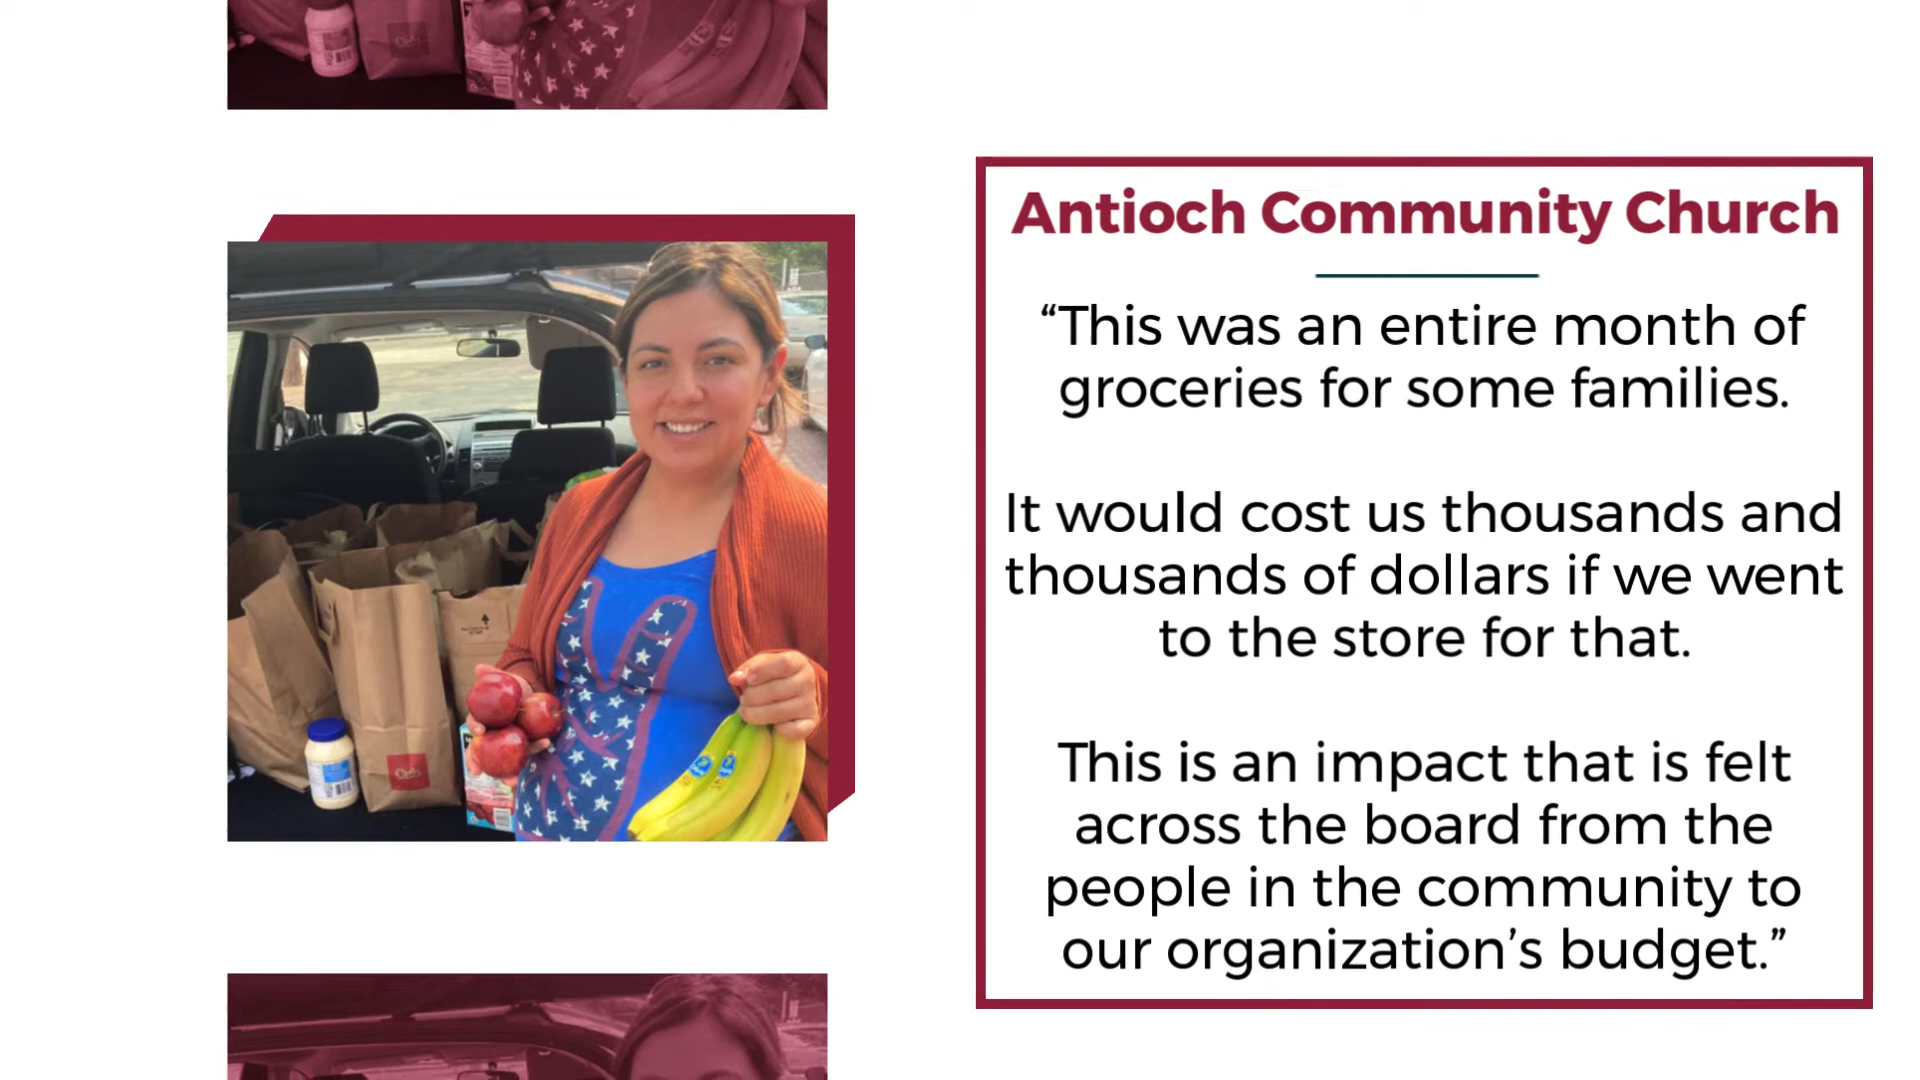 Antioch Community Church
“This was an entire month of
groceries for some families.
It would cost us thousands and
thousands of dollars if we went
to the store for that.
This is an impact that is felt
across the board from the
people in the community to
our organization’s budget.”